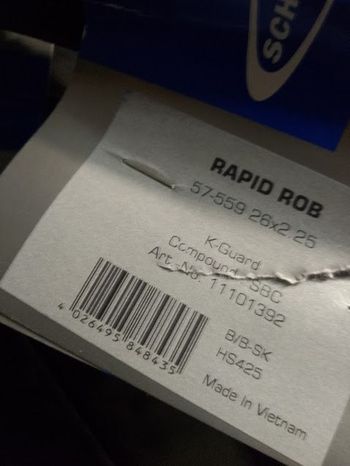 SCH
RAPID ROB
57-559 26x2.25
K-Guard
Compound: SBC
Art.-No. 11101392
4 026495 848435
B/B-SK
HS425
Made in Vietnam